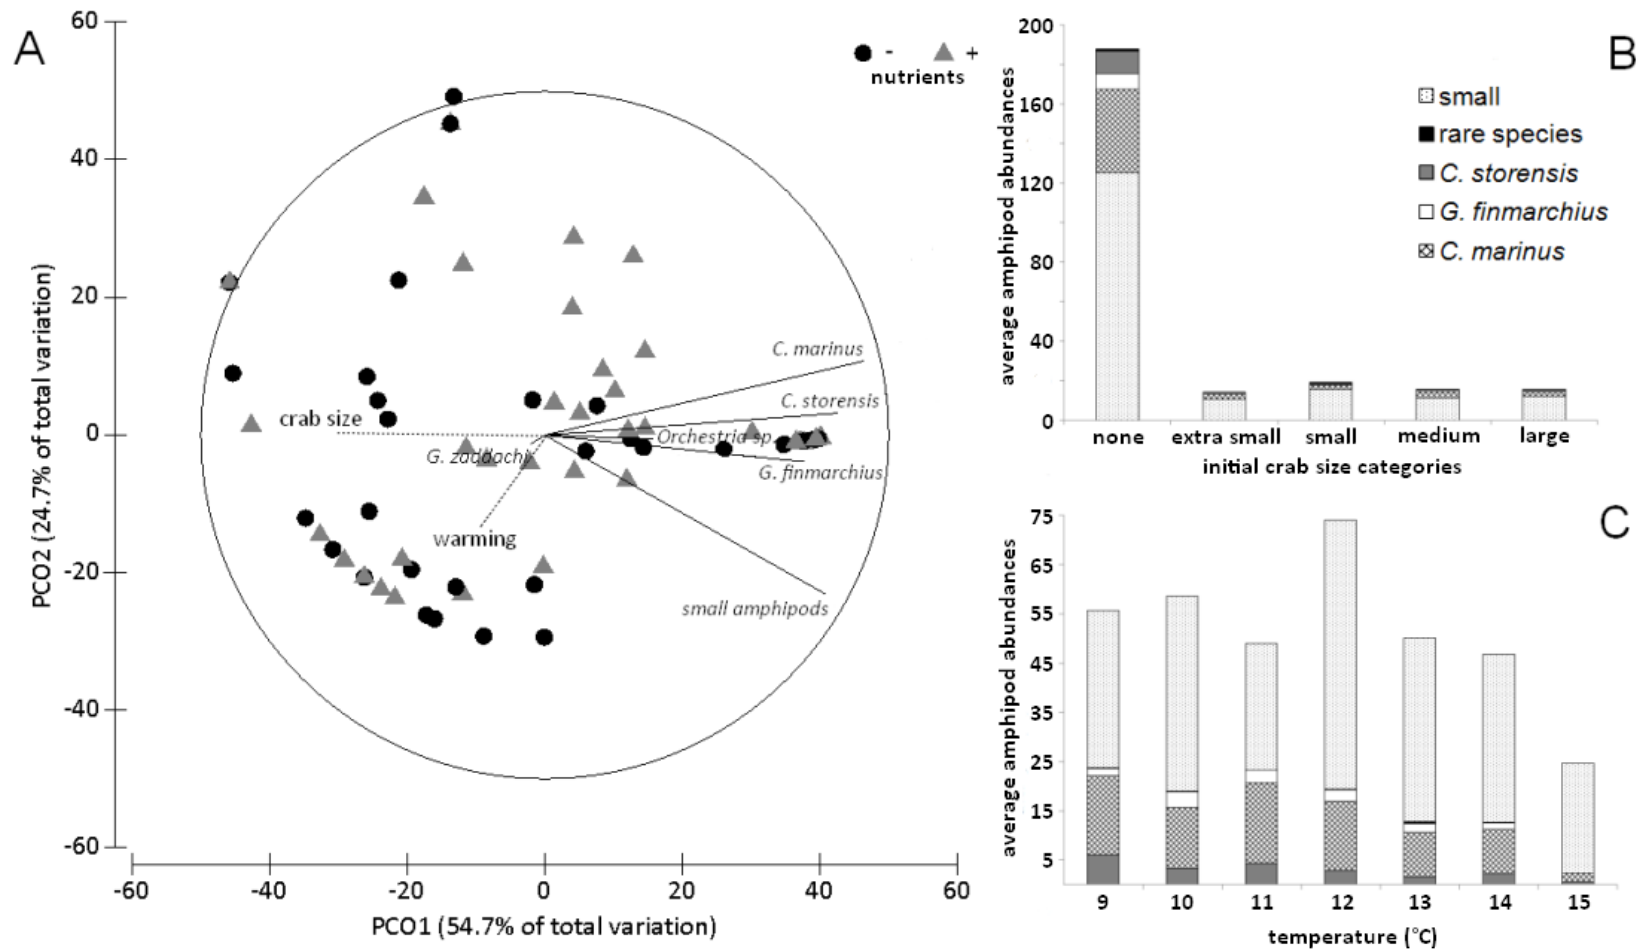 A
60
40
20
0
-20
-40
-60
PCO2 (24.7% of total variation)
- +
nutrients
C. marinus
C. storensis
crab size
Orchestria sp.
G. zaddachi
G. finmarchius
warming
small amphipods
-60 -40 -20 0 20 40 60
PCO1 (54.7% of total variation)
B
200
160
120
80
40
0
average amphipod abundances
small
rare species
C. storensis
G. finmarchius
C. marinus
none extra small small medium large
initial crab size categories
C
75
65
55
45
35
25
15
5
average amphipod abundances
9 10 11 12 13 14 15
temperature (°C)